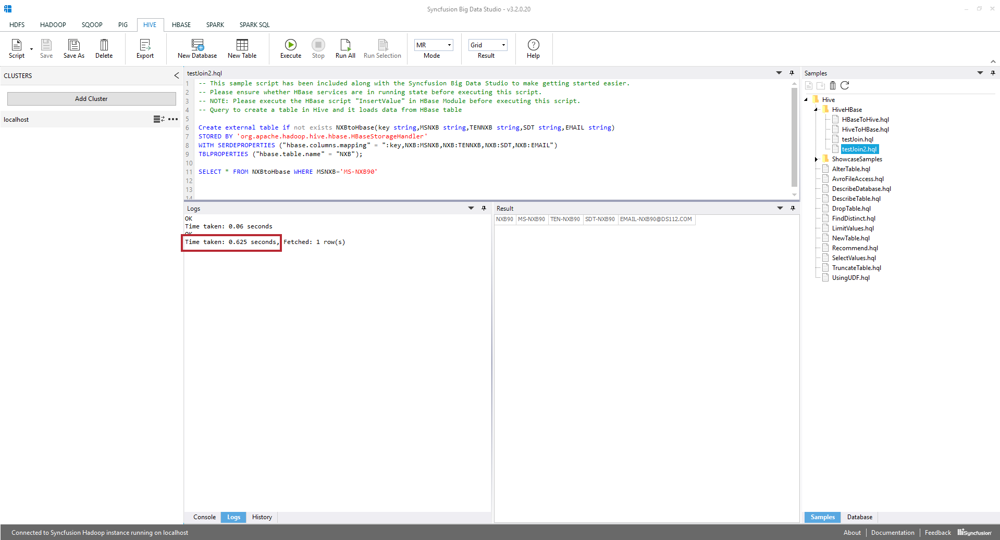 Syncfusion Big Data Studio - v3.2.0.20
HDFS HADOOP SQOOP PIG HIVE HBASE SPARK SPARK SQL
Script Save Save As Delete Export New Database New Table Execute Stop Run All Run Selection MR Mode Grid Result Help
CLUSTERS
Add Cluster
localhost
testJoin2.hql
1 -- This sample script has been included along with the Syncfusion Big Data Studio to make getting started easier.
2 -- Please ensure whether HBase services are in running state before executing this script.
3 -- NOTE: Please execute the HBase script "InsertValue" in HBase Module before executing this script.
4 -- Query to create a table in Hive and it loads data from HBase table
5
6 Create external table if not exists NXBtoHbase(key string,MSNXB string,TENNXB string,SDT string,EMAIL string)
7 STORED BY 'org.apache.hadoop.hive.hbase.HBaseStorageHandler'
8 WITH SERDEPROPERTIES ("hbase.columns.mapping" = ":key,NXB:MSNXB,NXB:TENNXB,NXB:SDT,NXB:EMAIL")
9 TBLPROPERTIES ("hbase.table.name" = "NXB");
10
11 SELECT * FROM NXBtoHbase WHERE MSNXB='MS-NXB90'
12
13
14
Logs
OK
Time taken: 0.06 seconds
OK
Time taken: 0.625 seconds, Fetched: 1 row(s)
Console Logs History
Result
NXB90 MS-NXB90 TEN-NXB90 SDT-NXB90 EMAIL-NXB90@DS112.COM
Samples
Hive
HiveHBase
HBaseToHive.hql
HiveToHBase.hql
testJoin.hql
testJoin2.hql
ShowcaseSamples
AlterTable.hql
AvroFileAccess.hql
DescribeDatabase.hql
DescribeTable.hql
DropTable.hql
FindDistinct.hql
LimitValues.hql
NewTable.hql
Recommend.hql
SelectValues.hql
TruncateTable.hql
UsingUDF.hql
Samples Database
Connected to Syncfusion Hadoop instance running on localhost
About Documentation Feedback Syncfusion